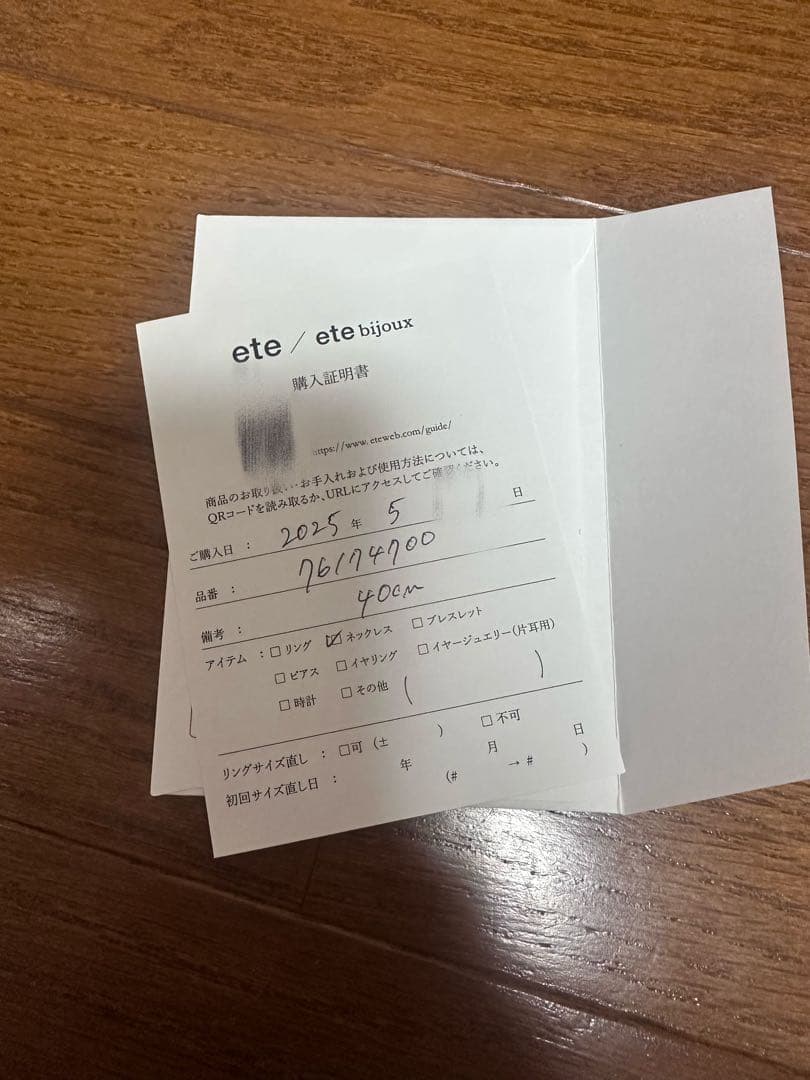 ete / ete bijoux
購入証明書
https://www.eteweb.com/guide/
商品のお取り扱い・お手入れおよび使用方法については、
QRコードを読み取るか、URLにアクセスしてご確認ください。
ご購入日 : 2025 年 5 日
品番 : 76174700
備考 : 40cm
アイテム : □リング ☑ネックレス □ブレスレット
□ピアス □イヤリング □イヤージュエリー(片耳用)
□時計 □その他 ( )
リングサイズ直し : □可 (± ) □不可
初回サイズ直し日 : 年 月 日
(# → # )